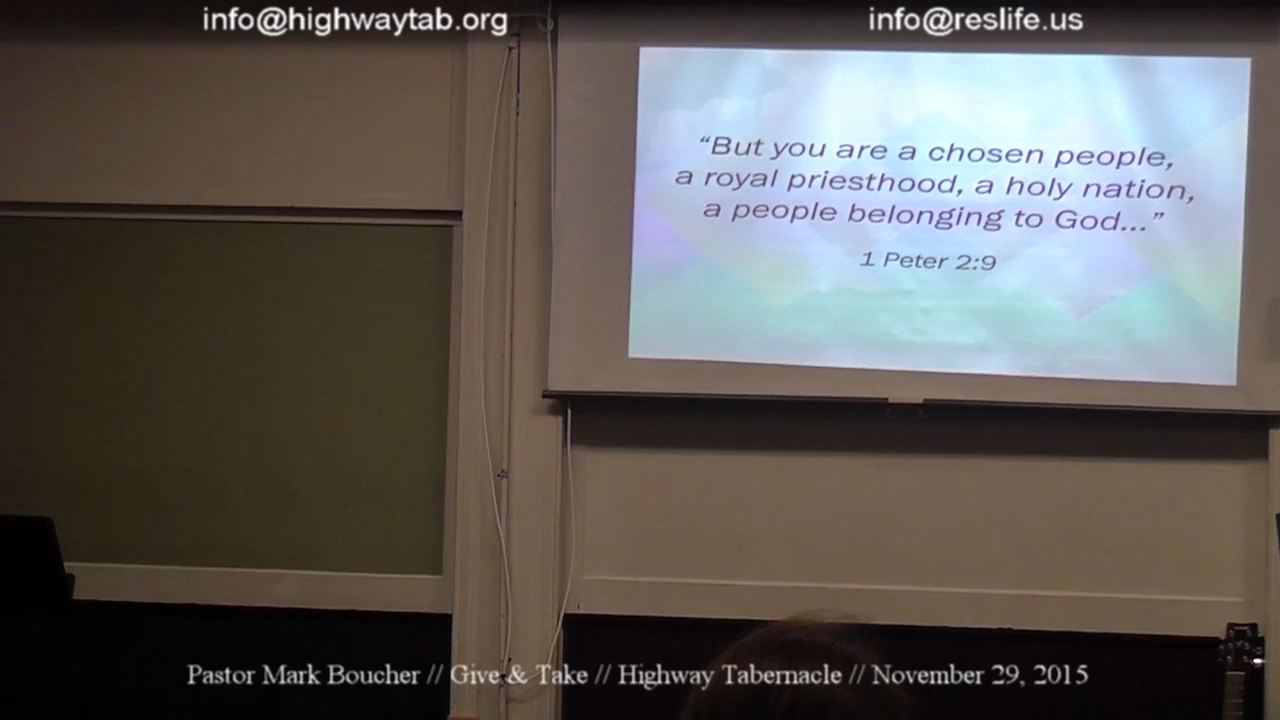 info@highwaytab.org
info@reslife.us
“But you are a chosen people,
a royal priesthood, a holy nation,
a people belonging to God...”
1 Peter 2:9
Pastor Mark Boucher // Give & Take // Highway Tabernacle // November 29, 2015